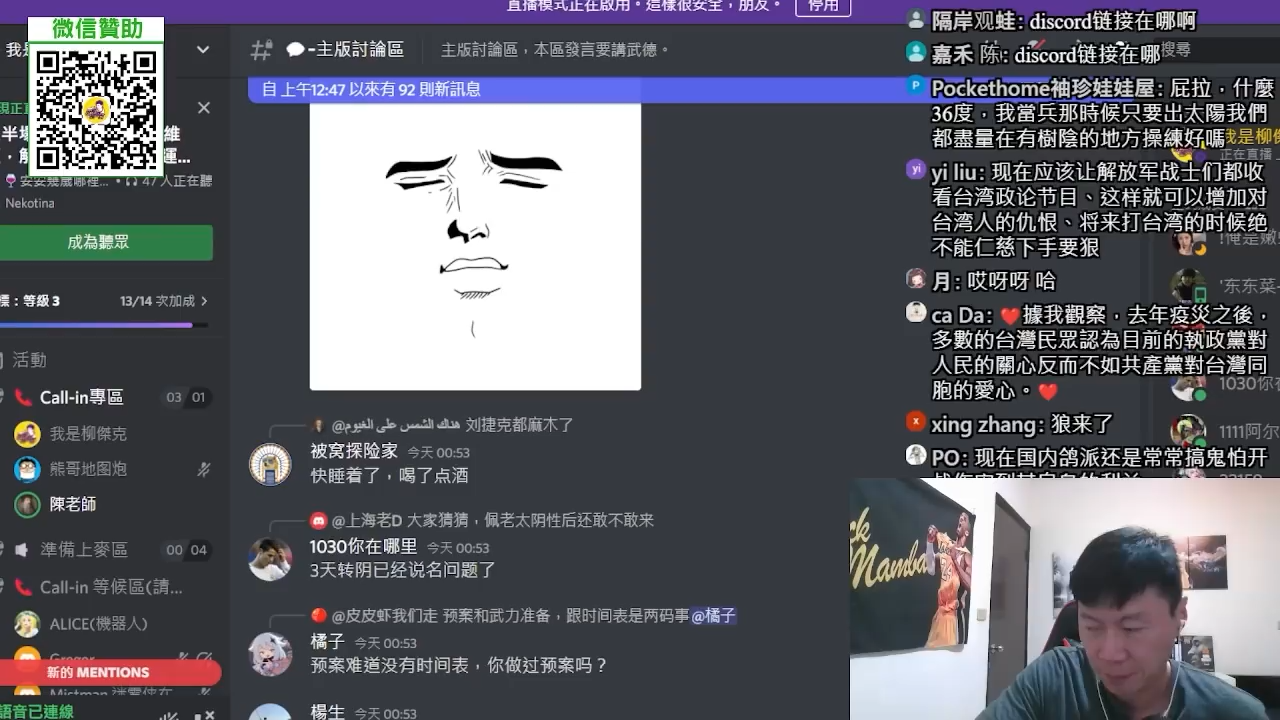 直播模式正在啟用。這樣很安全，朋友。
停用
微信贊助
主版討論區
主版討論區，本區發言要講武德。
自 上午12:47 以來有 92 則新訊息
47 人正在聽
Nekotina
成為聽眾
標：等級 3
13/14 次加成
活動
Call-in專區
03 01
我是柳傑克
熊哥地图炮
陳老師
準備上麥區
00 04
Call-in 等候區(請...
ALICE(機器人)
新的 MENTIONS
語音已連線
@هناك الشمس على الغيوم 刘捷克都麻木了
被窝探险家 今天 00:53
快睡着了，喝了点酒
@上海老D 大家猜猜，佩老太阴性后还敢不敢来
1030你在哪里 今天 00:53
3天转阴已经说名问题了
@皮皮虾我们走 预案和武力准备，跟时间表是两码事@橘子
橘子 今天 00:53
预案难道没有时间表，你做过预案吗？
楊生 今天 00:53
隔岸观蛙: discord链接在哪啊
嘉禾 陈: discord链接在哪
搜尋
Pockethome袖珍娃娃屋: 屁拉，什麼
36度，我當兵那時候只要出太陽我們
都盡量在有樹陰的地方操練好嗎
yi liu: 现在应该让解放军战士们都收
看台湾政论节目、这样就可以增加对
台湾人的仇恨、将来打台湾的时候绝
不能仁慈下手要狠
月: 哎呀呀 哈
ca Da: ❤️據我觀察，去年疫災之後，
多數的台灣民眾認為目前的執政黨對
人民的關心反而不如共產黨對台灣同
胞的愛心。❤️
xing zhang: 狼来了
PO: 现在国内鸽派还是常常搞鬼怕开
Mamba